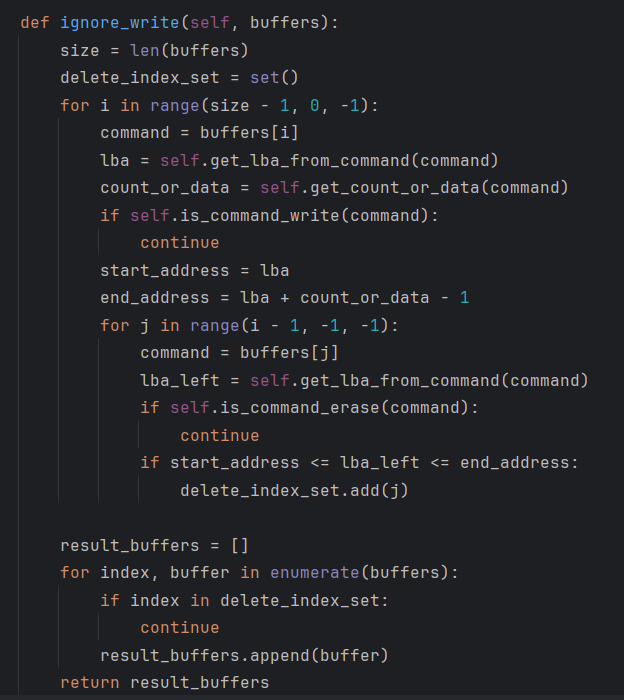 def ignore_write(self, buffers):
    size = len(buffers)
    delete_index_set = set()
    for i in range(size - 1, 0, -1):
        command = buffers[i]
        lba = self.get_lba_from_command(command)
        count_or_data = self.get_count_or_data(command)
        if self.is_command_write(command):
            continue
        start_address = lba
        end_address = lba + count_or_data - 1
        for j in range(i - 1, -1, -1):
            command = buffers[j]
            lba_left = self.get_lba_from_command(command)
            if self.is_command_erase(command):
                continue
            if start_address <= lba_left <= end_address:
                delete_index_set.add(j)

    result_buffers = []
    for index, buffer in enumerate(buffers):
        if index in delete_index_set:
            continue
        result_buffers.append(buffer)
    return result_buffers